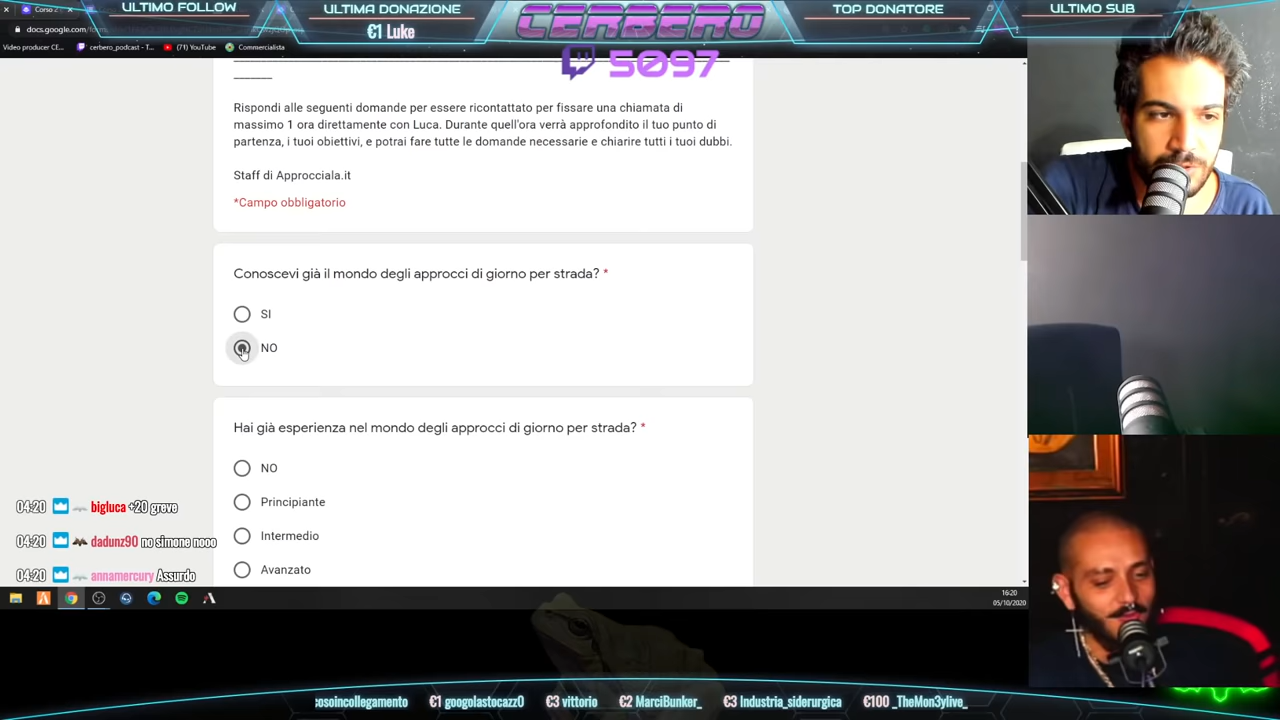 ULTIMO FOLLOW
ULTIMA DONAZIONE
€1 Luke
CERBERO
TOP DONATORE
ULTIMO SUB
docs.google.com/
Video producer CE...
cerbero_podcast - T...
(71) YouTube
Commercialista
5097
Rispondi alle seguenti domande per essere ricontattato per fissare una chiamata di
massimo 1 ora direttamente con Luca. Durante quell'ora verrà approfondito il tuo punto di
partenza, i tuoi obiettivi, e potrai fare tutte le domande necessarie e chiarire tutti i tuoi dubbi.
Staff di Approcciala.it
*Campo obbligatorio
Conoscevi già il mondo degli approcci di giorno per strada? *
SI
NO
Hai già esperienza nel mondo degli approcci di giorno per strada? *
NO
Principiante
Intermedio
Avanzato
04:20 bigluca +20 greve
04:20 dadunz90 no simone nooo
04:20 annamercury Assurdo
16:20
05/10/2020
cosoincollegamento €1 googolastocazz0 €3 vittorio €2 MarciBunker_ €3 Industria_siderurgica €100 _TheMon3ylive_